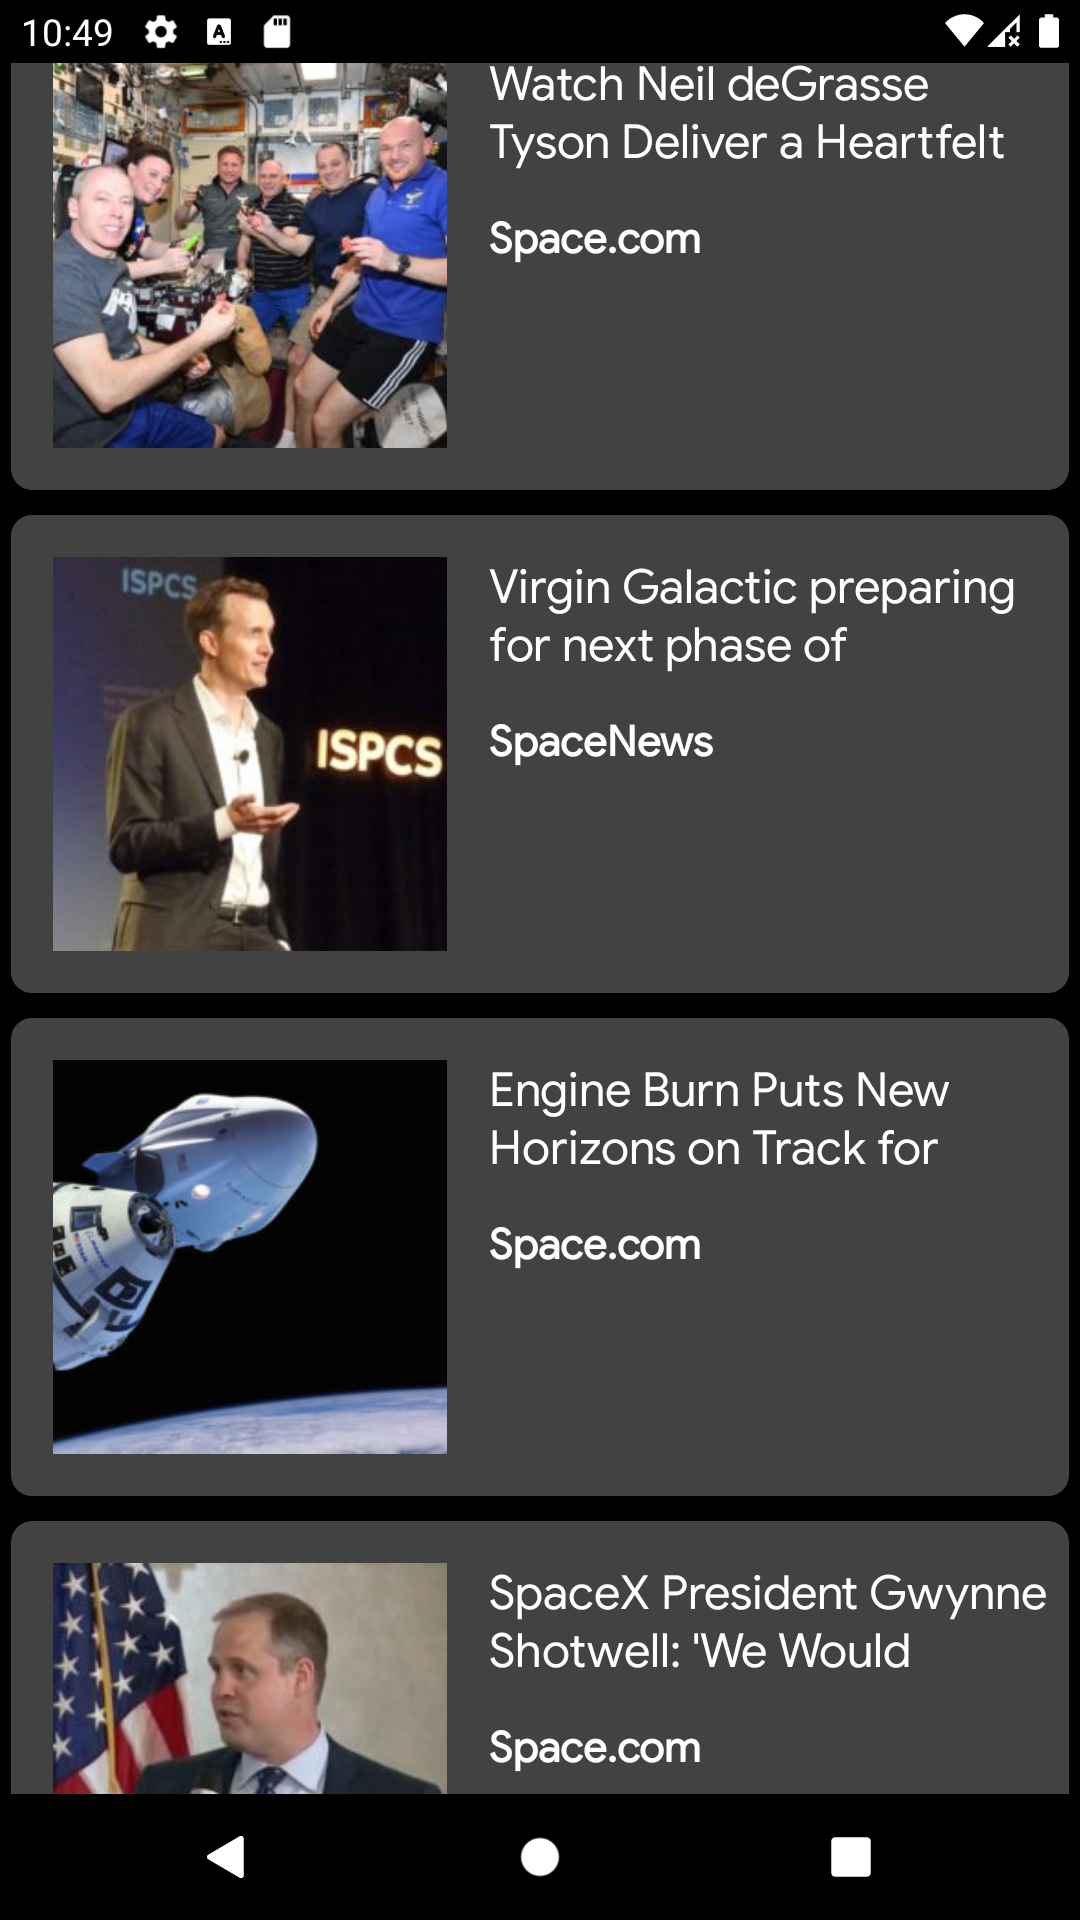 10:49
Watch Neil deGrasse
Tyson Deliver a Heartfelt
Space.com
ISPCS
Virgin Galactic preparing
for next phase of
ISPCS
SpaceNews
Engine Burn Puts New
Horizons on Track for
Space.com
SpaceX President Gwynne
Shotwell: 'We Would
Space.com